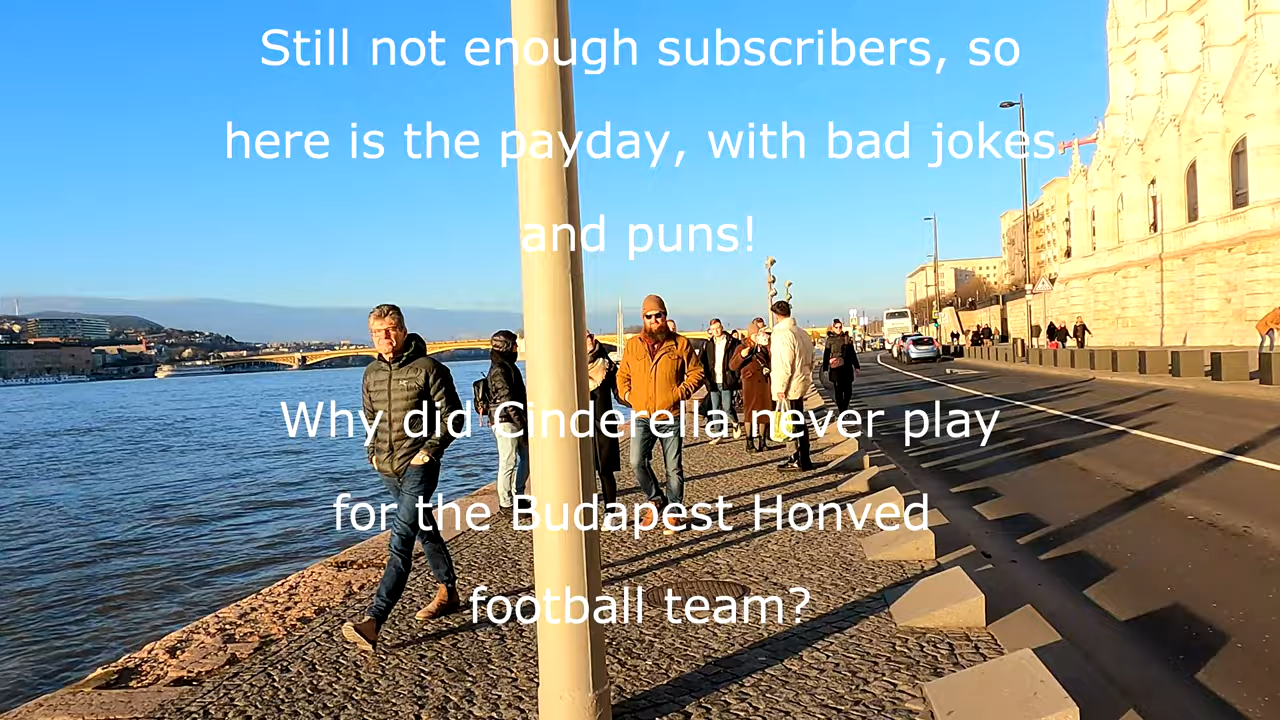 Still not enough subscribers, so
here is the payday, with bad jokes
and puns!
Why did Cinderella never play
for the Budapest Honved
football team?